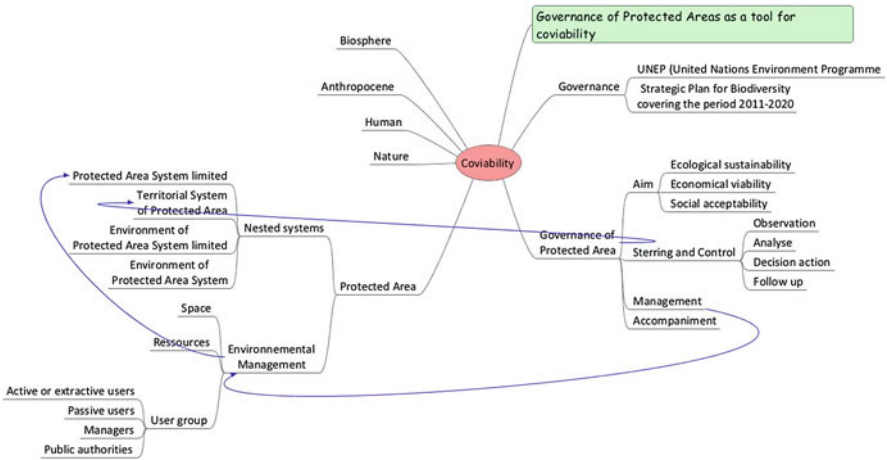 Governance of Protected Areas as a tool for
coviability
Biosphere
Anthropocene
Human
Nature
Coviability
Governance
UNEP (United Nations Environment Programme
Strategic Plan for Biodiversity
covering the period 2011-2020
Governance of
Protected Area
Aim
Ecological sustainability
Economical viability
Social acceptability
Sterring and Control
Observation
Analyse
Decision action
Follow up
Management
Accompaniment
Protected Area
Nested systems
Protected Area System limited
Territorial System
of Protected Area
Environment of
Protected Area System limited
Environment of
Protected Area System
Environnemental
Management
Space
Ressources
User group
Active or extractive users
Passive users
Managers
Public authorities